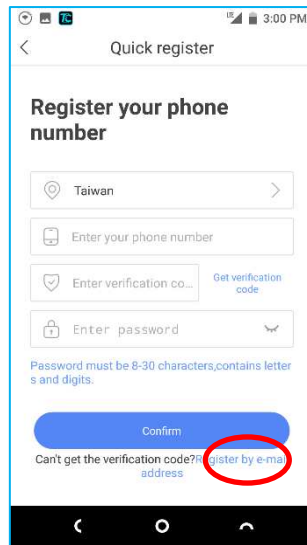 TC LTE 3:00 PM
Quick register
Register your phone
number
Taiwan
Enter your phone number
Enter verification co...
Get verification
code
Enter password
Password must be 8-30 characters,contains letter
s and digits.
Confirm
Can't get the verification code?Register by e-mail
address